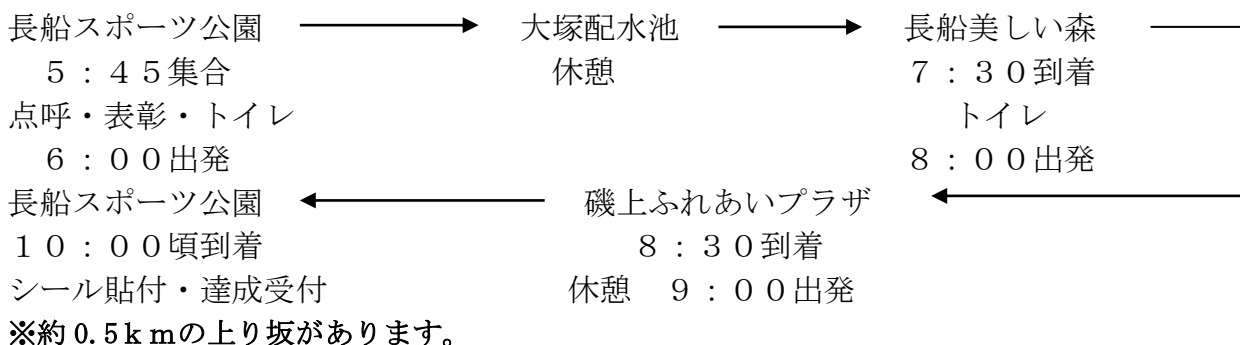 長船スポーツ公園 大塚配水池 長船美しい森
５：４５集合 休憩 ７：３０到着
点呼・表彰・トイレ トイレ
６：００出発 ８：００出発
長船スポーツ公園 磯上ふれあいプラザ
１０：００頃到着 ８：３０到着
シール貼付・達成受付 休憩 ９：００出発
※約0.5ｋｍの上り坂があります。